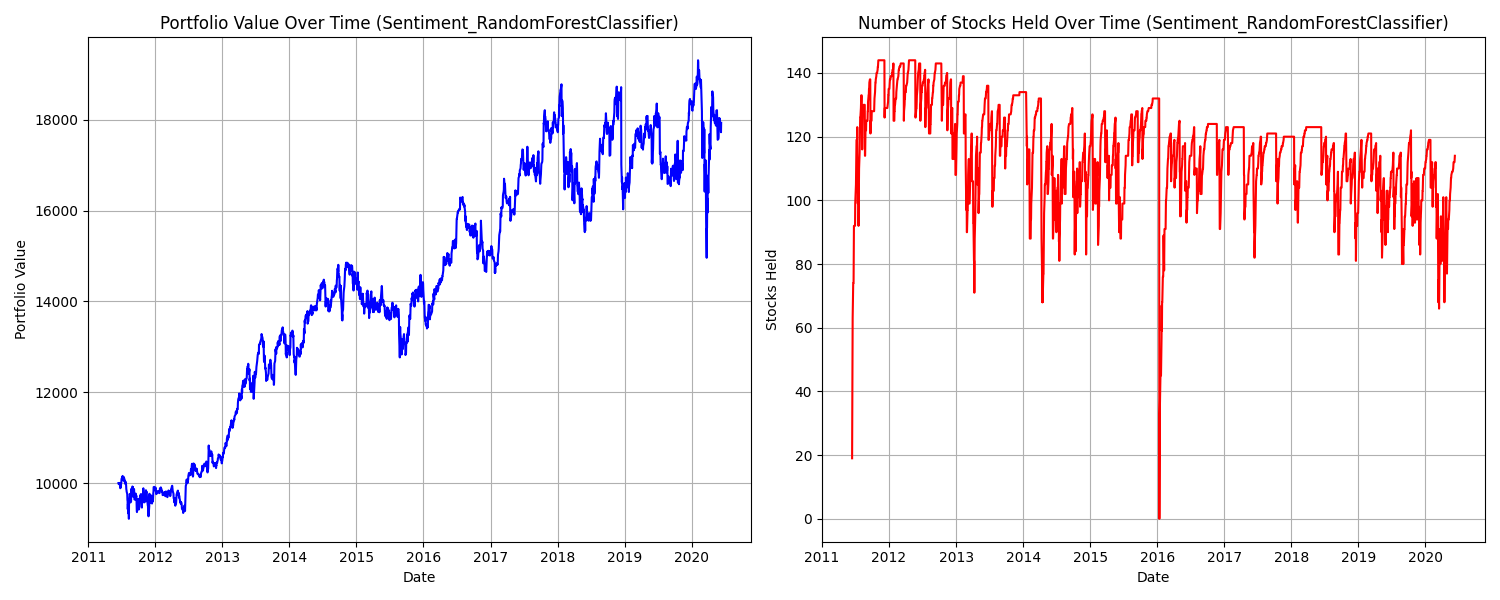 Portfolio Value Over Time (Sentiment_RandomForestClassifier)
Portfolio Value
18000
16000
14000
12000
10000
2011 2012 2013 2014 2015 2016 2017 2018 2019 2020
Date
Number of Stocks Held Over Time (Sentiment_RandomForestClassifier)
Stocks Held
140
120
100
80
60
40
20
0
2011 2012 2013 2014 2015 2016 2017 2018 2019 2020
Date